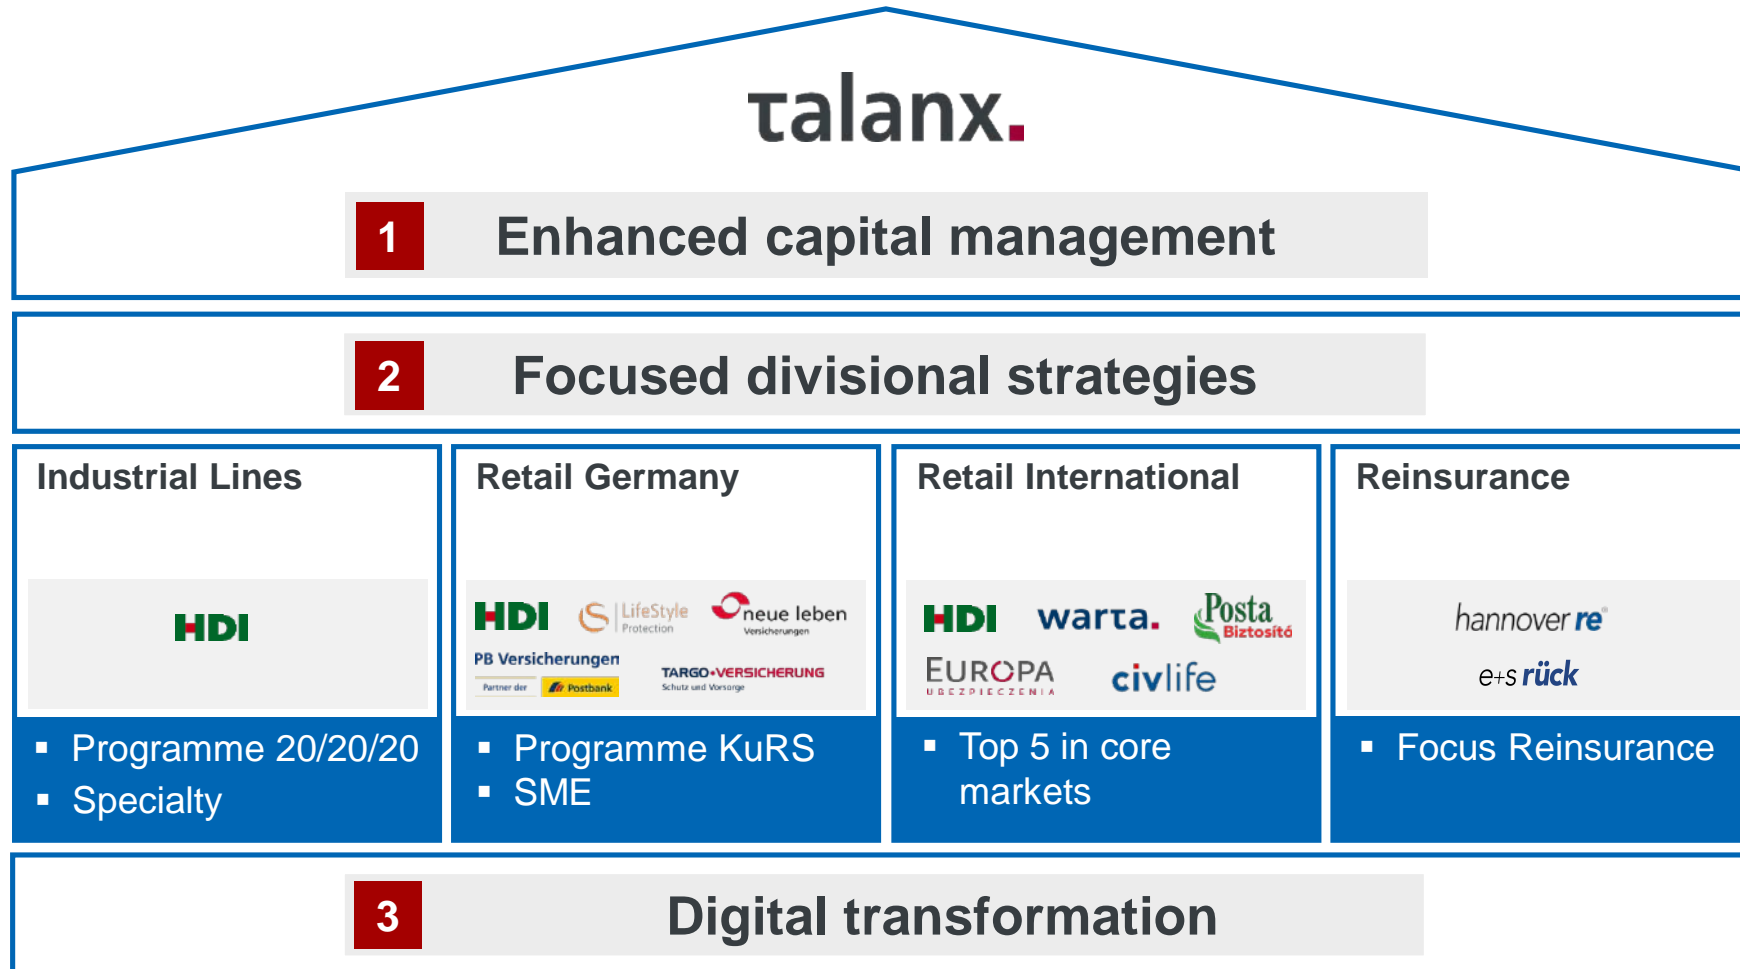 talanx.
1 Enhanced capital management
2 Focused divisional strategies
Industrial Lines
HDI
▪ Programme 20/20/20
▪ Specialty
Retail Germany
HDI
LifeStyle
Protection
neue leben
Versicherungen
PB Versicherungen
Partner der Postbank
TARGO VERSICHERUNG
Schutz und Vorsorge
▪ Programme KuRS
▪ SME
Retail International
HDI
warta.
Posta
Biztosító
EUROPA
UBEZPIECZENIA
civlife
▪ Top 5 in core
markets
Reinsurance
hannover re®
e+s rück
▪ Focus Reinsurance
3 Digital transformation